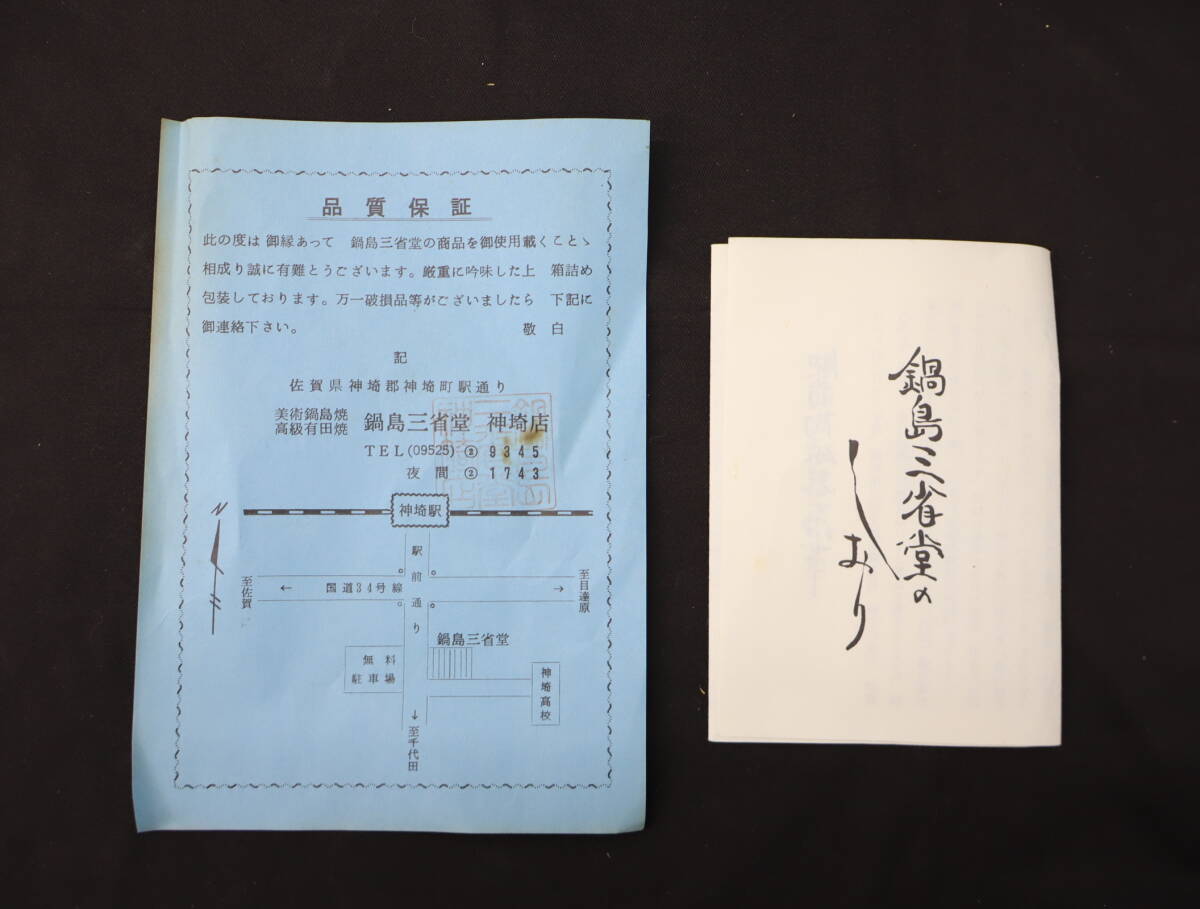 品質保証
此の度は 御縁あって 鍋島三省堂の商品を御使用載くことゝ
相成り誠に有難とうございます。厳重に吟味した上 箱詰め
包装しております。万一破損品等がございましたら 下記に
御連絡下さい。 敬白
記
佐賀県神埼郡神埼町駅通り
美術鍋島焼
高級有田焼
鍋島三省堂 神埼店
TEL(09525)② 9345
夜間② 1743
神埼駅
N
駅前通り
至佐賀
← 国道34号線 →
至目達原
鍋島三省堂
無料
駐車場
神埼高校
↓至千代田
鍋島三省堂の
しおり